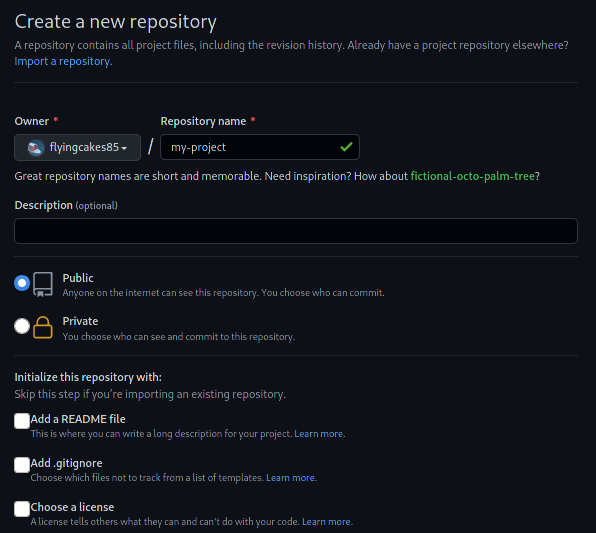 Create a new repository
A repository contains all project files, including the revision history. Already have a project repository elsewhere?
Import a repository.
Owner * Repository name *
flyingcakes85 / my-project
Great repository names are short and memorable. Need inspiration? How about fictional-octo-palm-tree?
Description (optional)
Public
Anyone on the internet can see this repository. You choose who can commit.
Private
You choose who can see and commit to this repository.
Initialize this repository with:
Skip this step if you're importing an existing repository.
Add a README file
This is where you can write a long description for your project. Learn more.
Add .gitignore
Choose which files not to track from a list of templates. Learn more.
Choose a license
A license tells others what they can and can't do with your code. Learn more.